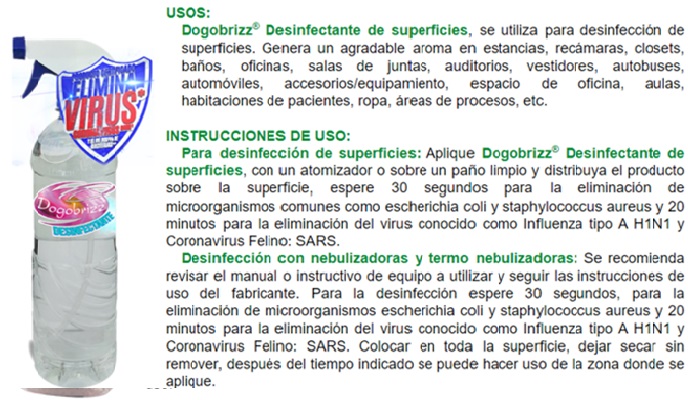 USOS:
Dogobrizz® Desinfectante de superficies, se utiliza para desinfección de
superficies. Genera un agradable aroma en estancias, recámaras, closets,
baños, oficinas, salas de juntas, auditorios, vestidores, autobuses,
automóviles, accesorios/equipamiento, espacio de oficina, aulas,
habitaciones de pacientes, ropa, áreas de procesos, etc.
INSTRUCCIONES DE USO:
Para desinfección de superficies: Aplique Dogobrizz® Desinfectante de
superficies, con un atomizador o sobre un paño limpio y distribuya el producto
sobre la superficie, espere 30 segundos para la eliminación de
microorganismos comunes como escherichia coli y staphylococcus aureus y 20
minutos para la eliminación del virus conocido como Influenza tipo A H1N1 y
Coronavirus Felino: SARS.
Desinfección con nebulizadoras y termo nebulizadoras: Se recomienda
revisar el manual o instructivo de equipo a utilizar y seguir las instrucciones de
uso del fabricante. Para la desinfección espere 30 segundos, para la
eliminación de microorganismos escherichia coli y staphylococcus aureus y 20
minutos para la eliminación del virus conocido como Influenza tipo A H1N1 y
Coronavirus Felino: SARS. Colocar en toda la superficie, dejar secar sin
remover, después del tiempo indicado se puede hacer uso de la zona donde se
aplique.
ELIMINA
VIRUS*
Dogobrizz
DESINFECTANTE